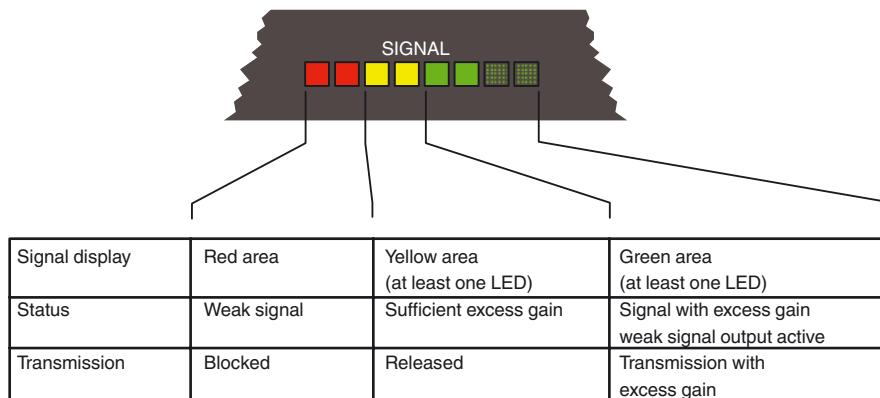 SIGNAL
Signal display Red area Yellow area Green area
(at least one LED) (at least one LED)
Status Weak signal Sufficient excess gain Signal with excess gain
weak signal output active
Transmission Blocked Released Transmission with
excess gain